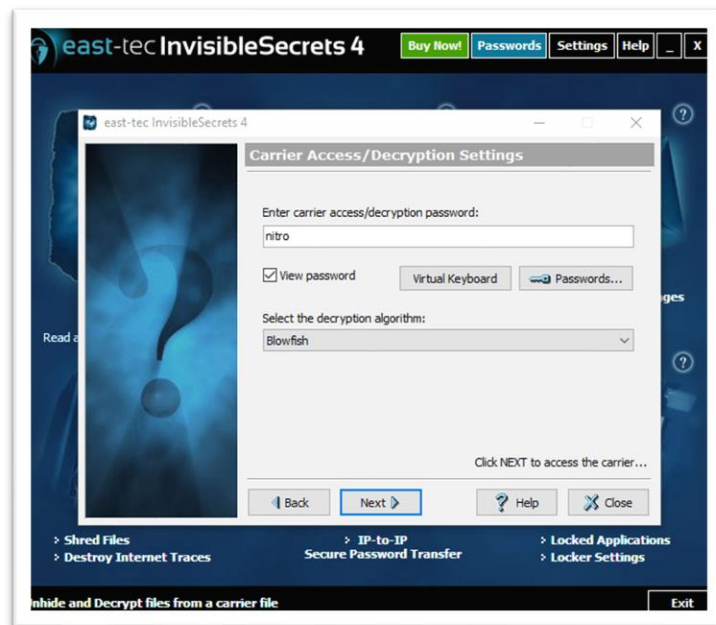 east-tec InvisibleSecrets 4
Buy Now! Passwords Settings Help _ X
east-tec InvisibleSecrets 4
Carrier Access/Decryption Settings
Enter carrier access/decryption password:
nitro
View password
Virtual Keyboard
Passwords...
Select the decryption algorithm:
Blowfish
Read a
ges
Click NEXT to access the carrier...
Back
Next
Help
Close
> Shred Files
> Destroy Internet Traces
> IP-to-IP
Secure Password Transfer
> Locked Applications
> Locker Settings
nhide and Decrypt files from a carrier file
Exit